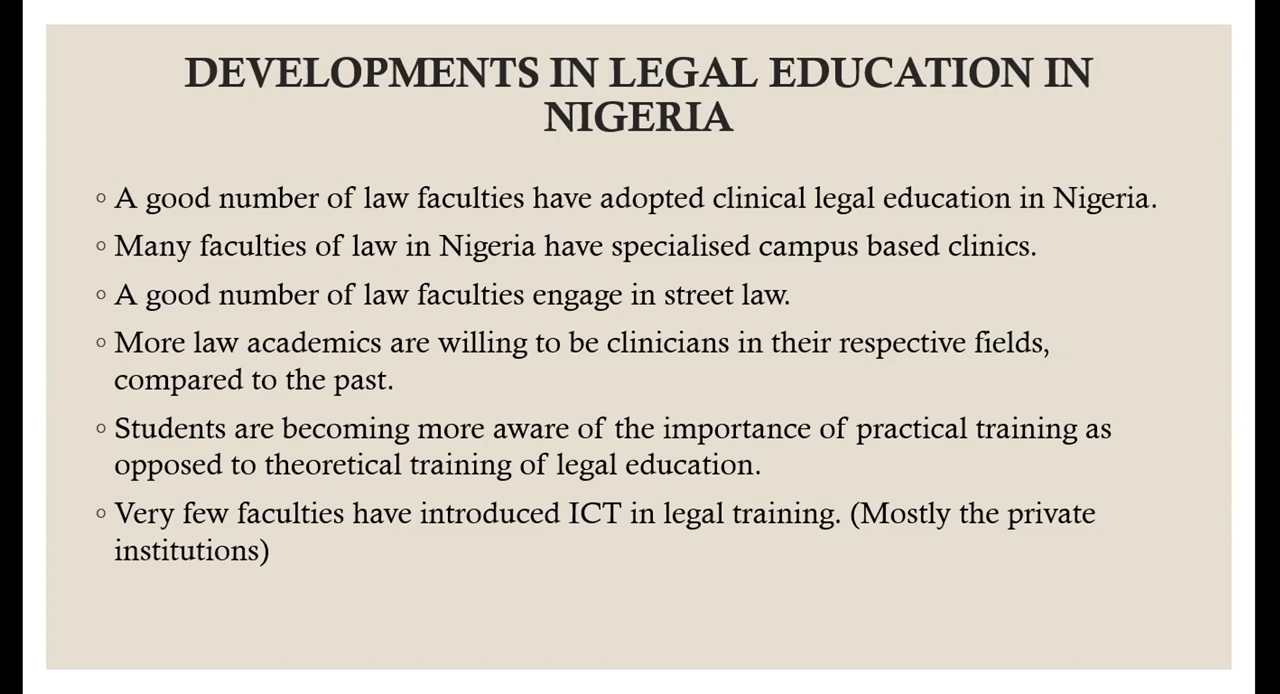 DEVELOPMENTS IN LEGAL EDUCATION IN
NIGERIA
◦ A good number of law faculties have adopted clinical legal education in Nigeria.
◦ Many faculties of law in Nigeria have specialised campus based clinics.
◦ A good number of law faculties engage in street law.
◦ More law academics are willing to be clinicians in their respective fields,
compared to the past.
◦ Students are becoming more aware of the importance of practical training as
opposed to theoretical training of legal education.
◦ Very few faculties have introduced ICT in legal training. (Mostly the private
institutions)